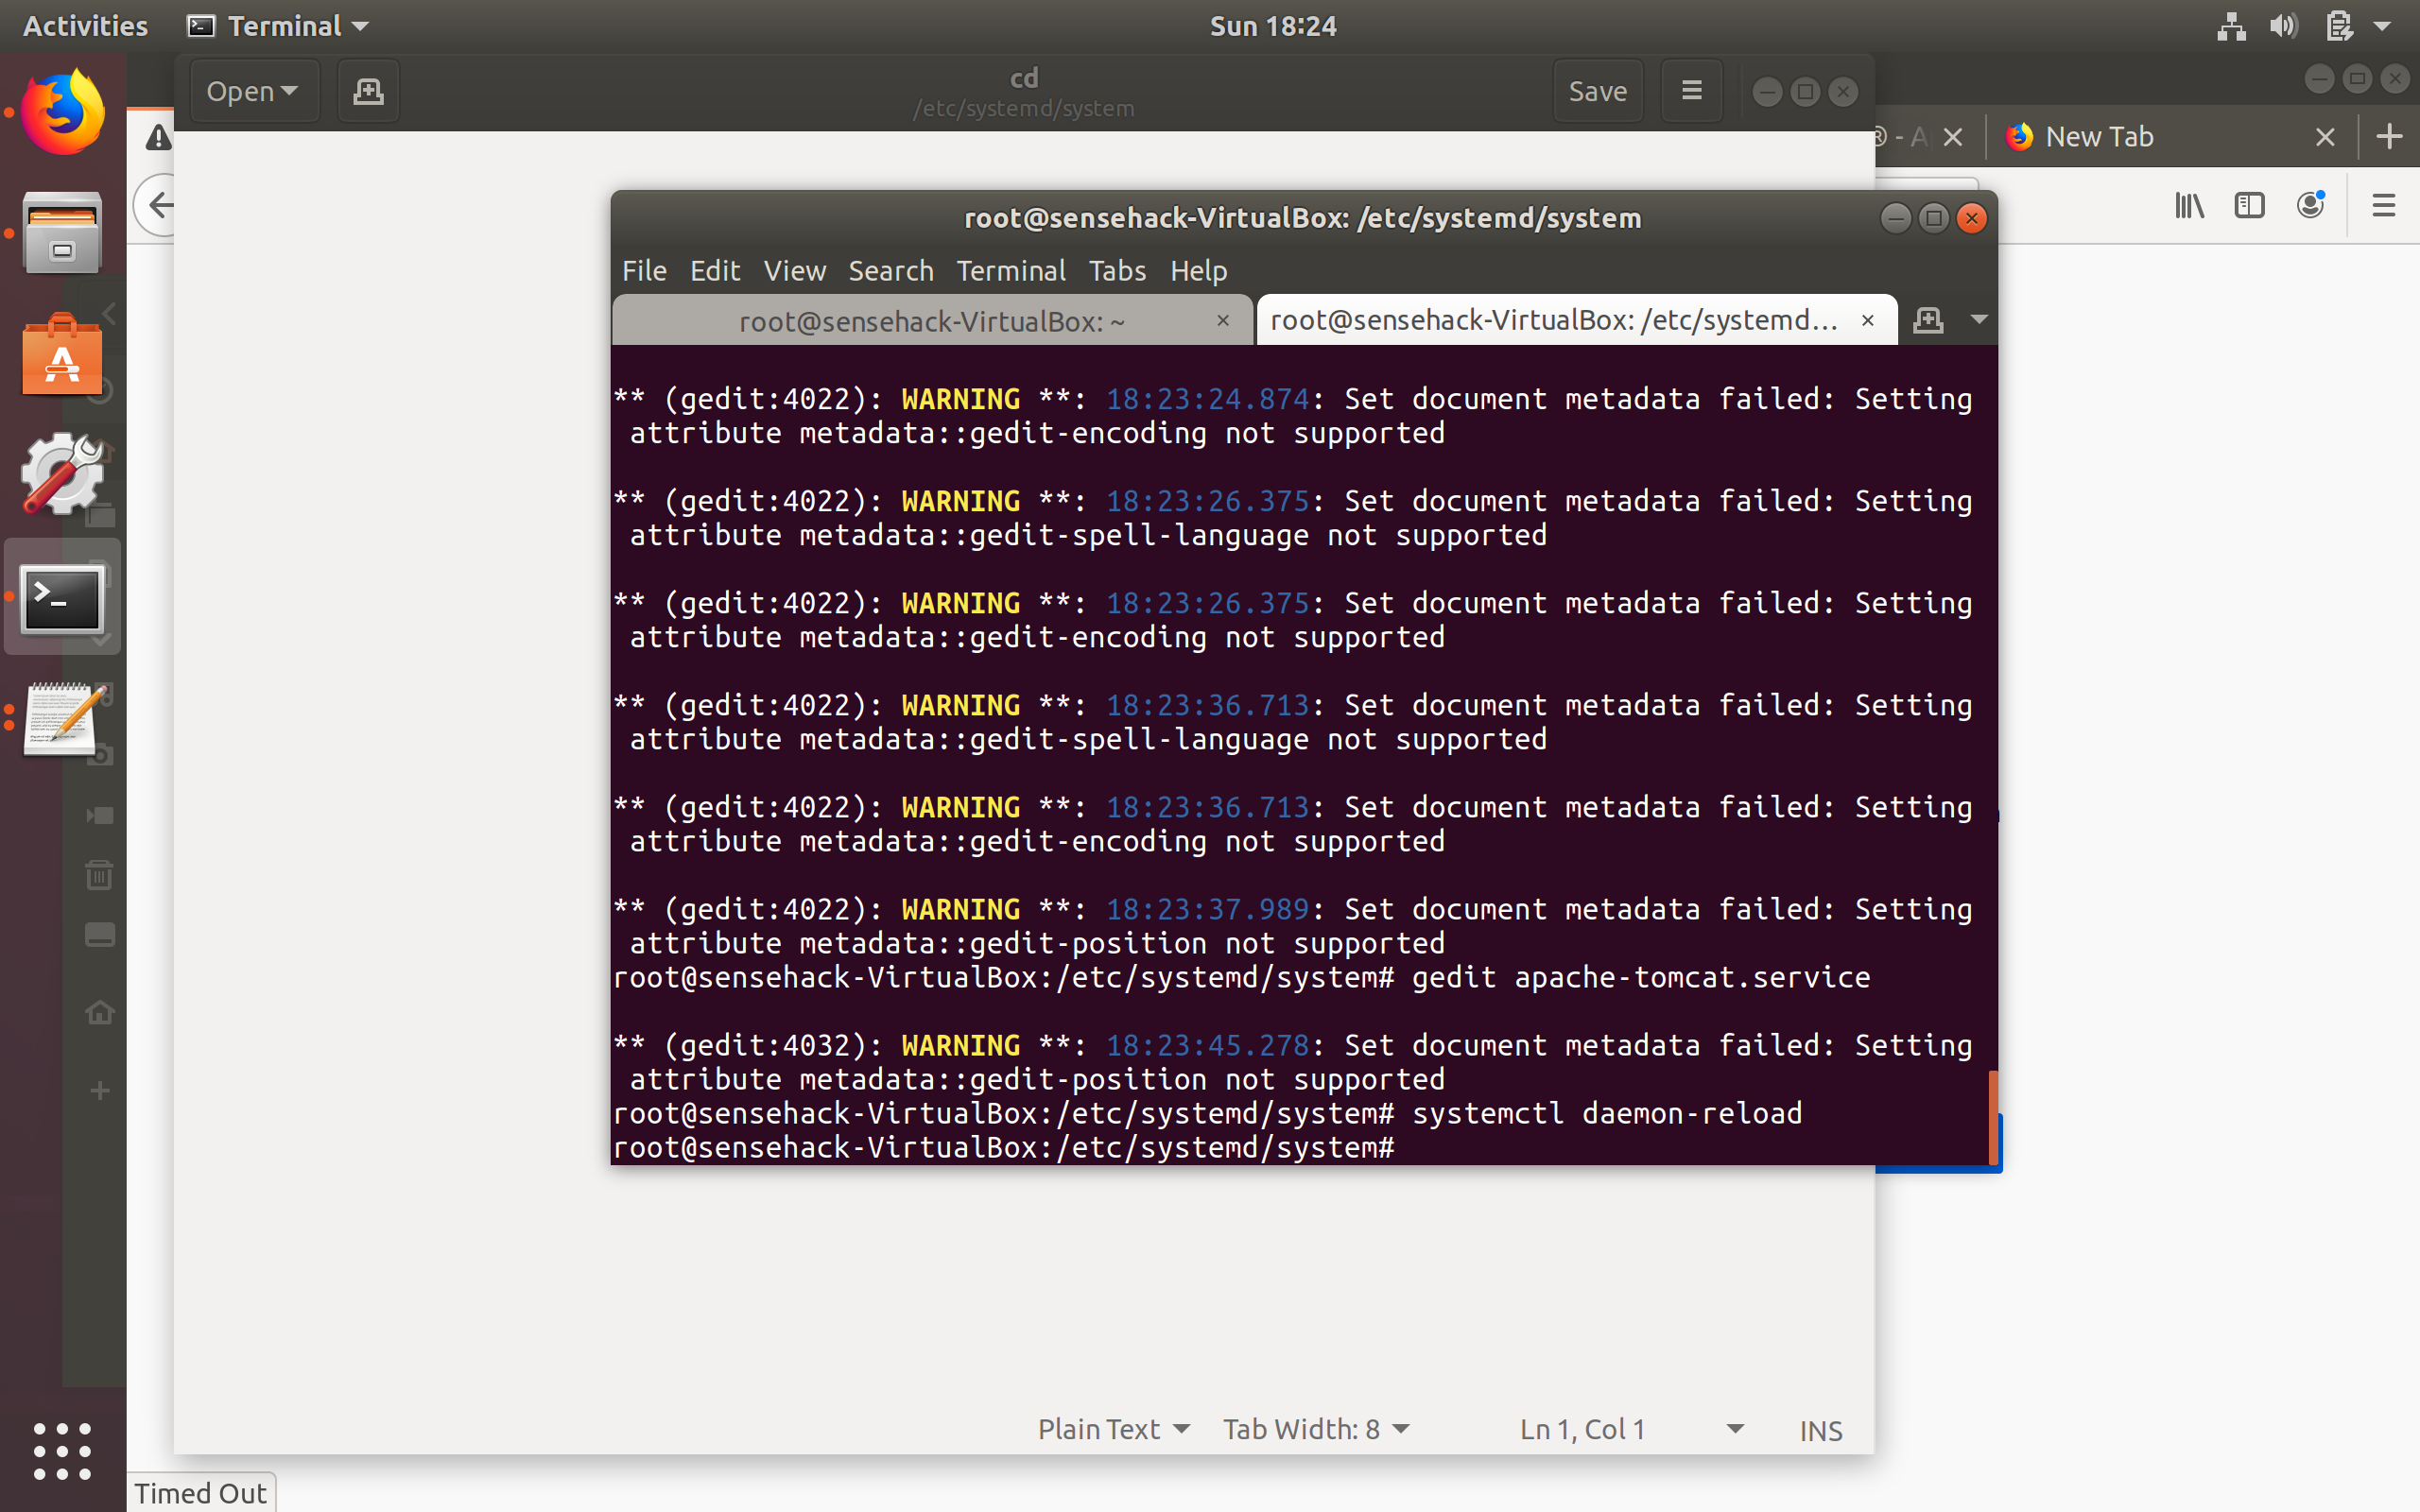 Activities Terminal Sun 18:24
Open cd Save
/etc/systemd/system
- A New Tab
root@sensehack-VirtualBox: /etc/systemd/system
File Edit View Search Terminal Tabs Help
root@sensehack-VirtualBox: ~ root@sensehack-VirtualBox: /etc/systemd...
** (gedit:4022): WARNING **: 18:23:24.874: Set document metadata failed: Setting
attribute metadata::gedit-encoding not supported
** (gedit:4022): WARNING **: 18:23:26.375: Set document metadata failed: Setting
attribute metadata::gedit-spell-language not supported
** (gedit:4022): WARNING **: 18:23:26.375: Set document metadata failed: Setting
attribute metadata::gedit-encoding not supported
** (gedit:4022): WARNING **: 18:23:36.713: Set document metadata failed: Setting
attribute metadata::gedit-spell-language not supported
** (gedit:4022): WARNING **: 18:23:36.713: Set document metadata failed: Setting
attribute metadata::gedit-encoding not supported
** (gedit:4022): WARNING **: 18:23:37.989: Set document metadata failed: Setting
attribute metadata::gedit-position not supported
root@sensehack-VirtualBox:/etc/systemd/system# gedit apache-tomcat.service
** (gedit:4032): WARNING **: 18:23:45.278: Set document metadata failed: Setting
attribute metadata::gedit-position not supported
root@sensehack-VirtualBox:/etc/systemd/system# systemctl daemon-reload
root@sensehack-VirtualBox:/etc/systemd/system#
Plain Text Tab Width: 8 Ln 1, Col 1 INS
Timed Out